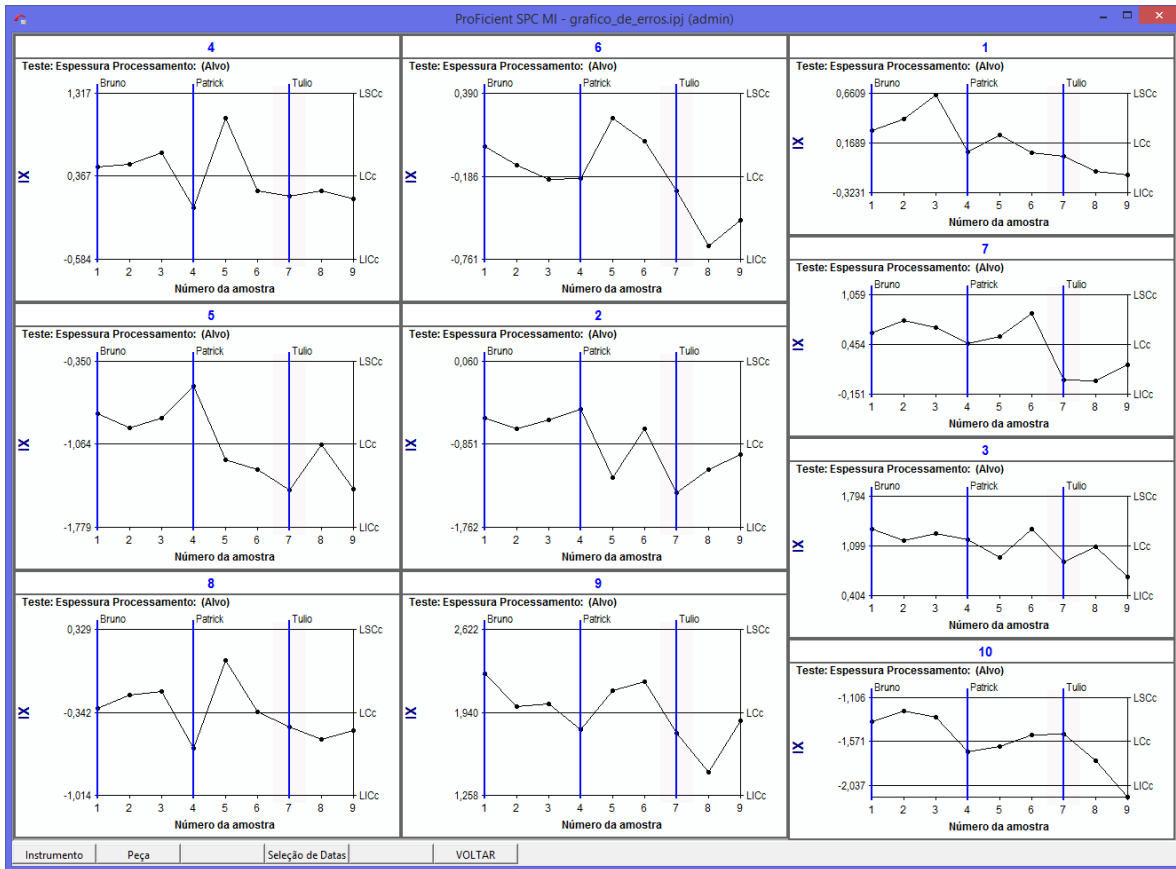 ProFicient SPC MI - grafico_de_erros.ipj (admin)
4
Teste: Espessura Processamento: (Alvo)
Bruno Patrick Tulio
1,317 LSCc
IX 0,367 LCc
-0,584 LICc
1 2 3 4 5 6 7 8 9
Número da amostra
6
Teste: Espessura Processamento: (Alvo)
Bruno Patrick Tulio
0,390 LSCc
IX -0,186 LCc
-0,761 LICc
1 2 3 4 5 6 7 8 9
Número da amostra
1
Teste: Espessura Processamento: (Alvo)
Bruno Patrick Tulio
0,6609 LSCc
IX 0,1689 LCc
-0,3231 LICc
1 2 3 4 5 6 7 8 9
Número da amostra
7
Teste: Espessura Processamento: (Alvo)
Bruno Patrick Tulio
1,059 LSCc
IX 0,454 LCc
-0,151 LICc
1 2 3 4 5 6 7 8 9
Número da amostra
5
Teste: Espessura Processamento: (Alvo)
Bruno Patrick Tulio
-0,350 LSCc
IX -1,064 LCc
-1,779 LICc
1 2 3 4 5 6 7 8 9
Número da amostra
2
Teste: Espessura Processamento: (Alvo)
Bruno Patrick Tulio
0,060 LSCc
IX -0,851 LCc
-1,762 LICc
1 2 3 4 5 6 7 8 9
Número da amostra
3
Teste: Espessura Processamento: (Alvo)
Bruno Patrick Tulio
1,794 LSCc
IX 1,099 LCc
0,404 LICc
1 2 3 4 5 6 7 8 9
Número da amostra
8
Teste: Espessura Processamento: (Alvo)
Bruno Patrick Tulio
0,329 LSCc
IX -0,342 LCc
-1,014 LICc
1 2 3 4 5 6 7 8 9
Número da amostra
9
Teste: Espessura Processamento: (Alvo)
Bruno Patrick Tulio
2,622 LSCc
IX 1,940 LCc
1,258 LICc
1 2 3 4 5 6 7 8 9
Número da amostra
10
Teste: Espessura Processamento: (Alvo)
Bruno Patrick Tulio
-1,106 LSCc
IX -1,571 LCc
-2,037 LICc
1 2 3 4 5 6 7 8 9
Número da amostra
Instrumento Peça Seleção de Datas VOLTAR